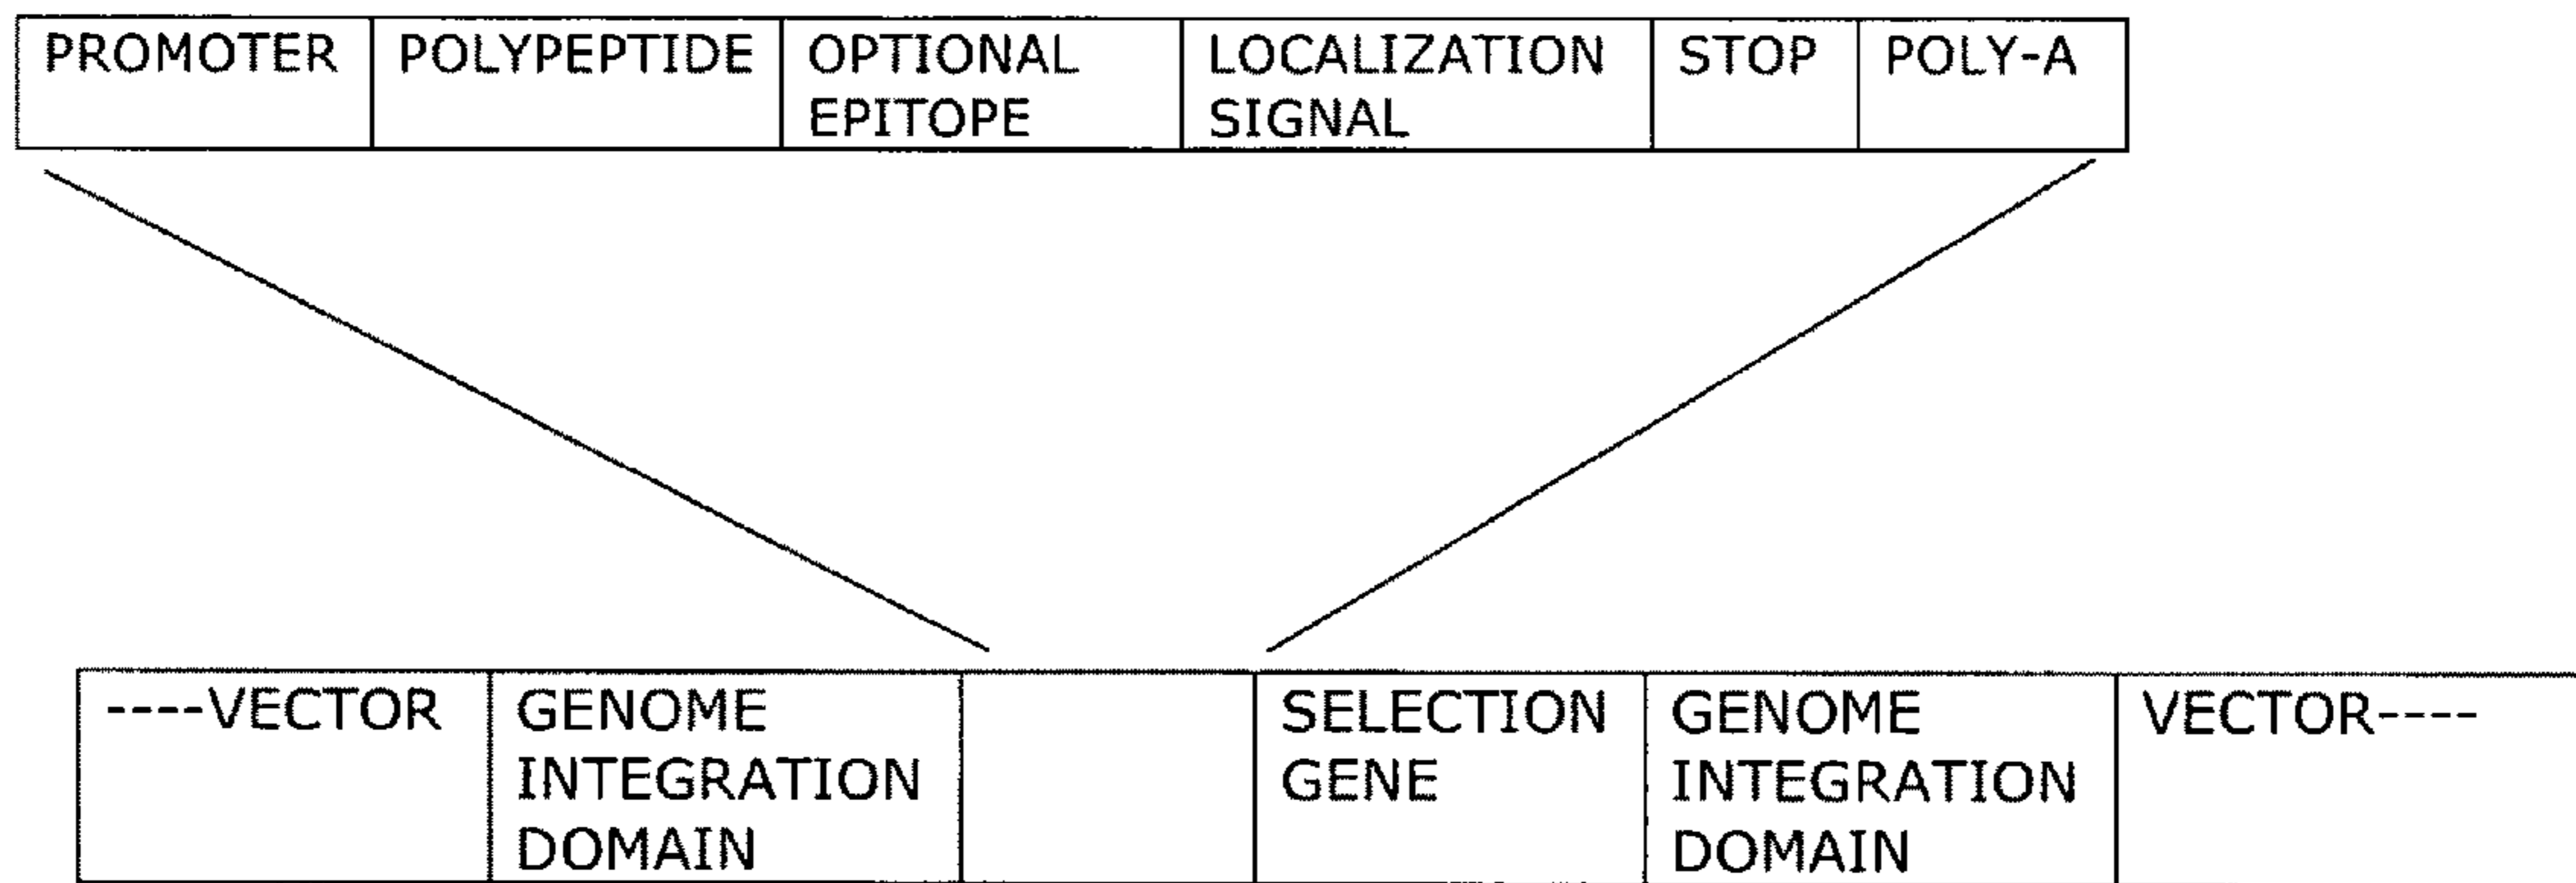 PROMOTER POLYPEPTIDE OPTIONAL LOCALIZATION STOP POLY-A
EPITOPE SIGNAL
----VECTOR GENOME SELECTION GENOME VECTOR----
INTEGRATION GENE INTEGRATION
DOMAIN DOMAIN